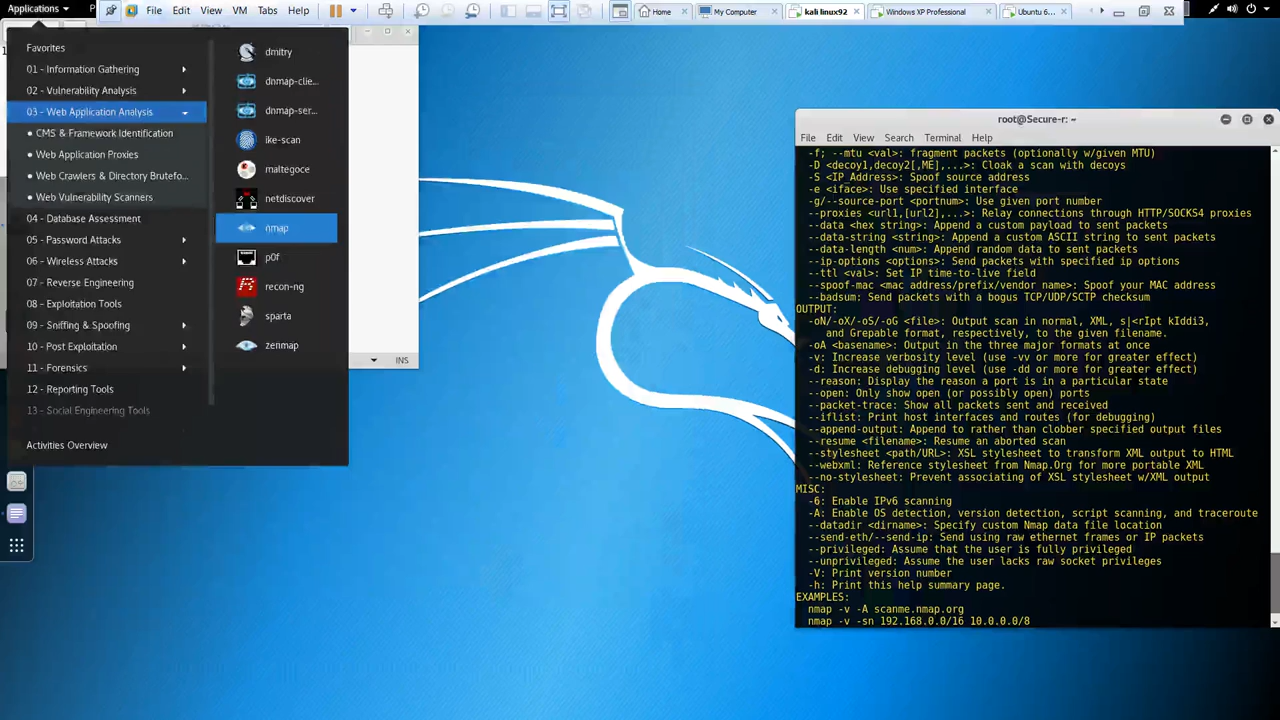 Applications
P
File Edit View VM Tabs Help
Home
My Computer
kali linux92
Windows XP Professional
Ubuntu 6...
Favorites
01 - Information Gathering
02 - Vulnerability Analysis
03 - Web Application Analysis
CMS & Framework Identification
Web Application Proxies
Web Crawlers & Directory Brutefo...
Web Vulnerability Scanners
04 - Database Assessment
05 - Password Attacks
06 - Wireless Attacks
07 - Reverse Engineering
08 - Exploitation Tools
09 - Sniffing & Spoofing
10 - Post Exploitation
11 - Forensics
12 - Reporting Tools
13 - Social Engineering Tools
Activities Overview
dmitry
dnmap-clie...
dnmap-ser...
ike-scan
maltegoce
netdiscover
nmap
p0f
recon-ng
sparta
zenmap
INS
root@Secure-r: ~
File Edit View Search Terminal Help
-f; --mtu <val>: fragment packets (optionally w/given MTU)
-D <decoy1,decoy2[,ME],...>: Cloak a scan with decoys
-S <IP_Address>: Spoof source address
-e <iface>: Use specified interface
-g/--source-port <portnum>: Use given port number
--proxies <url1,[url2],...>: Relay connections through HTTP/SOCKS4 proxies
--data <hex string>: Append a custom payload to sent packets
--data-string <string>: Append a custom ASCII string to sent packets
--data-length <num>: Append random data to sent packets
--ip-options <options>: Send packets with specified ip options
--ttl <val>: Set IP time-to-live field
--spoof-mac <mac address/prefix/vendor name>: Spoof your MAC address
--badsum: Send packets with a bogus TCP/UDP/SCTP checksum
OUTPUT:
-oN/-oX/-oS/-oG <file>: Output scan in normal, XML, s|<rIpt kIddi3,
and Grepable format, respectively, to the given filename.
-oA <basename>: Output in the three major formats at once
-v: Increase verbosity level (use -vv or more for greater effect)
-d: Increase debugging level (use -dd or more for greater effect)
--reason: Display the reason a port is in a particular state
--open: Only show open (or possibly open) ports
--packet-trace: Show all packets sent and received
--iflist: Print host interfaces and routes (for debugging)
--append-output: Append to rather than clobber specified output files
--resume <filename>: Resume an aborted scan
--stylesheet <path/URL>: XSL stylesheet to transform XML output to HTML
--webxml: Reference stylesheet from Nmap.Org for more portable XML
--no-stylesheet: Prevent associating of XSL stylesheet w/XML output
MISC:
-6: Enable IPv6 scanning
-A: Enable OS detection, version detection, script scanning, and traceroute
--datadir <dirname>: Specify custom Nmap data file location
--send-eth/--send-ip: Send using raw ethernet frames or IP packets
--privileged: Assume that the user is fully privileged
--unprivileged: Assume the user lacks raw socket privileges
-V: Print version number
-h: Print this help summary page.
EXAMPLES:
nmap -v -A scanme.nmap.org
nmap -v -sn 192.168.0.0/16 10.0.0.0/8